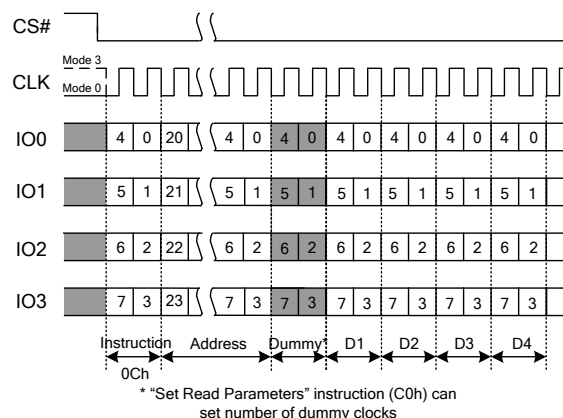 CS#
Mode 3
CLK
Mode 0
IO0 4 0 20 4 0 4 0 4 0 4 0 4 0 4 0
IO1 5 1 21 5 1 5 1 5 1 5 1 5 1 5 1
IO2 6 2 22 6 2 6 2 6 2 6 2 6 2 6 2
IO3 7 3 23 7 3 7 3 7 3 7 3 7 3 7 3
Instruction Address Dummy* D1 D2 D3 D4
0Ch
* "Set Read Parameters" instruction (C0h) can
set number of dummy clocks